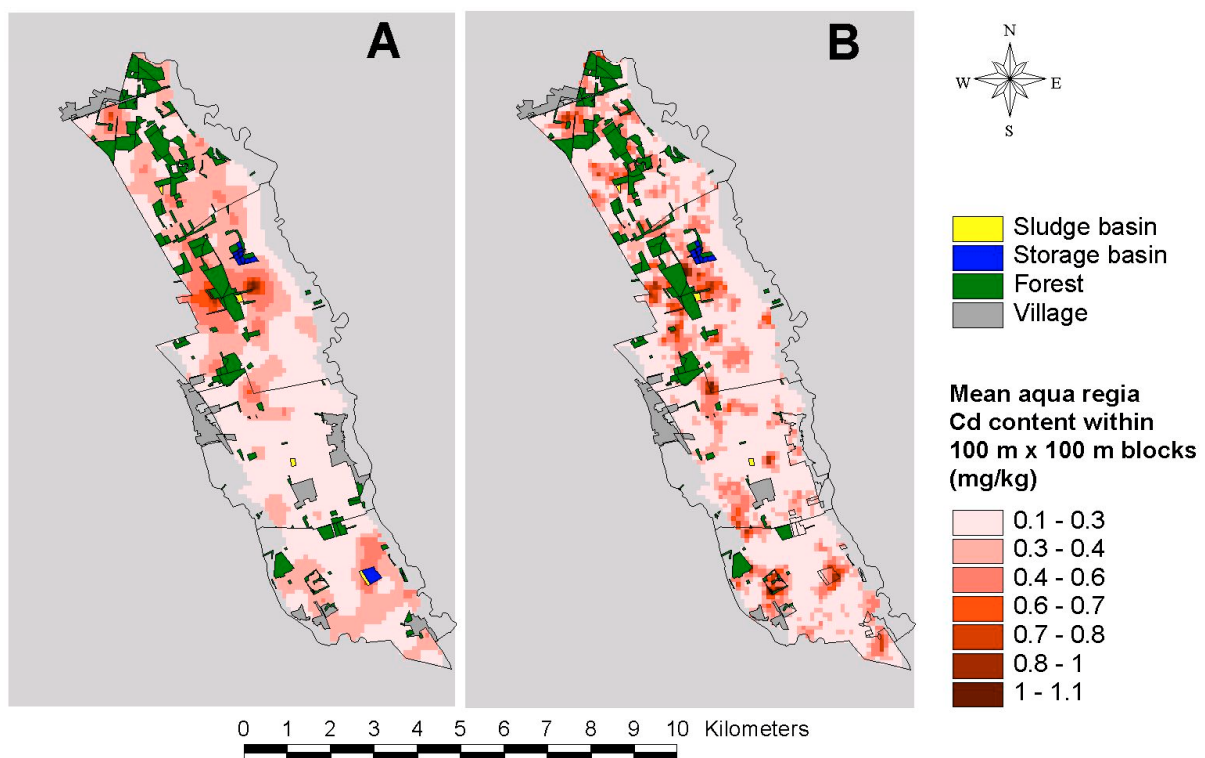 A
B
N
W
E
S
Sludge basin
Storage basin
Forest
Village
Mean aqua regia
Cd content within
100 m x 100 m blocks
(mg/kg)
0.1 - 0.3
0.3 - 0.4
0.4 - 0.6
0.6 - 0.7
0.7 - 0.8
0.8 - 1
1 - 1.1
0 1 2 3 4 5 6 7 8 9 10 Kilometers